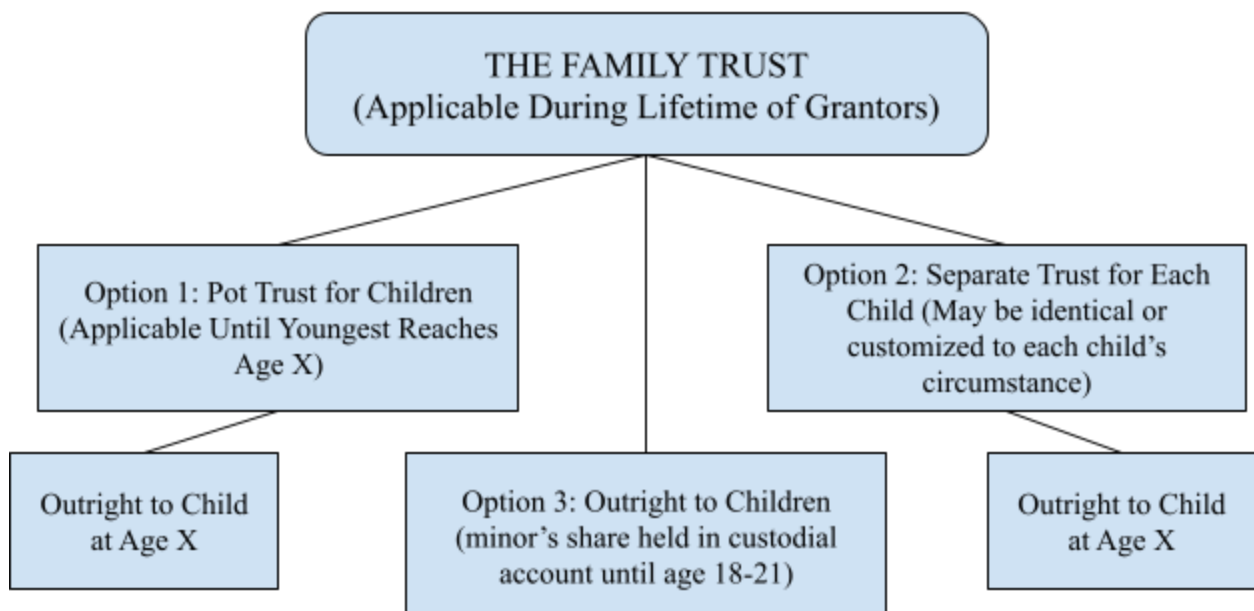 THE FAMILY TRUST
(Applicable During Lifetime of Grantors)
Option 1: Pot Trust for Children
(Applicable Until Youngest Reaches
Age X)
Option 2: Separate Trust for Each
Child (May be identical or
customized to each child’s
circumstance)
Outright to Child
at Age X
Option 3: Outright to Children
(minor’s share held in custodial
account until age 18-21)
Outright to Child
at Age X